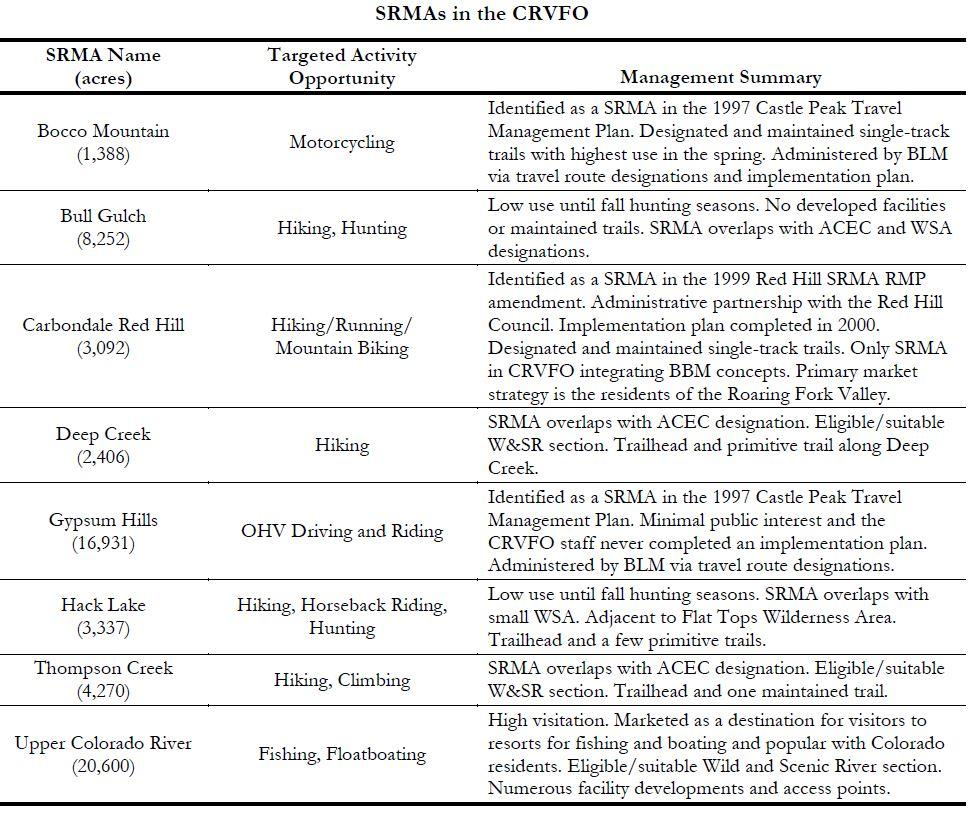 SRMAs in the CRVFO
SRMA Name
(acres)
Targeted Activity
Opportunity
Management Summary
Bocco Mountain
(1,388)
Motorcycling
Identified as a SRMA in the 1997 Castle Peak Travel
Management Plan. Designated and maintained single-track
trails with highest use in the spring. Administered by BLM
via travel route designations and implementation plan.
Bull Gulch
(8,252)
Hiking, Hunting
Low use until fall hunting seasons. No developed facilities
or maintained trails. SRMA overlaps with ACEC and WSA
designations.
Carbondale Red Hill
(3,092)
Hiking/Running/
Mountain Biking
Identified as a SRMA in the 1999 Red Hill SRMA RMP
amendment. Administrative partnership with the Red Hill
Council. Implementation plan completed in 2000.
Designated and maintained single-track trails. Only SRMA
in CRVFO integrating BBM concepts. Primary market
strategy is the residents of the Roaring Fork Valley.
Deep Creek
(2,406)
Hiking
SRMA overlaps with ACEC designation. Eligible/suitable
W&SR section. Trailhead and primitive trail along Deep
Creek.
Gypsum Hills
(16,931)
OHV Driving and Riding
Identified as a SRMA in the 1997 Castle Peak Travel
Management Plan. Minimal public interest and the
CRVFO staff never completed an implementation plan.
Administered by BLM via travel route designations.
Hack Lake
(3,337)
Hiking, Horseback Riding,
Hunting
Low use until fall hunting seasons. SRMA overlaps with
small WSA. Adjacent to Flat Tops Wilderness Area.
Trailhead and a few primitive trails.
Thompson Creek
(4,270)
Hiking, Climbing
SRMA overlaps with ACEC designation. Eligible/suitable
W&SR section. Trailhead and one maintained trail.
Upper Colorado River
(20,600)
Fishing, Floatboating
High visitation. Marketed as a destination for visitors to
resorts for fishing and boating and popular with Colorado
residents. Eligible/suitable Wild and Scenic River section.
Numerous facility developments and access points.